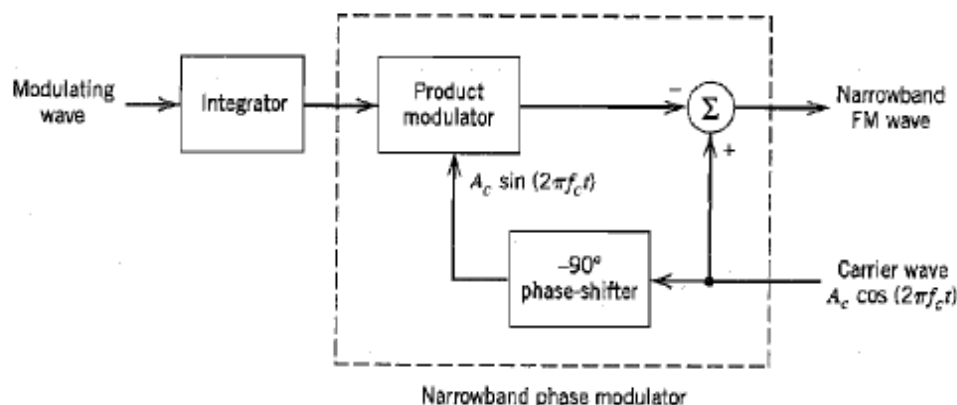 Modulating
wave
Integrator
Product
modulator
−
Σ
+
Narrowband
FM wave
A_c sin (2πf_ct)
−90°
phase-shifter
Carrier wave
A_c cos (2πf_ct)
Narrowband phase modulator